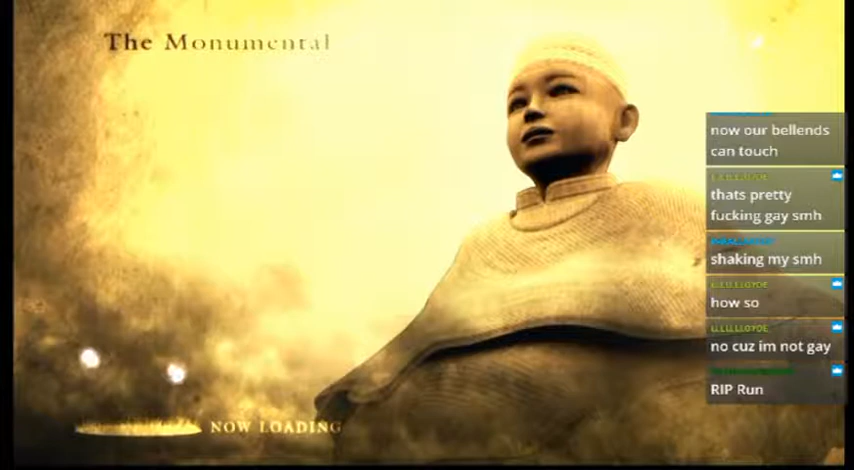 The Monumental
now our bellends
can touch
thats pretty
fucking gay smh
shaking my smh
how so
no cuz im not gay
RIP Run
NOW LOADING